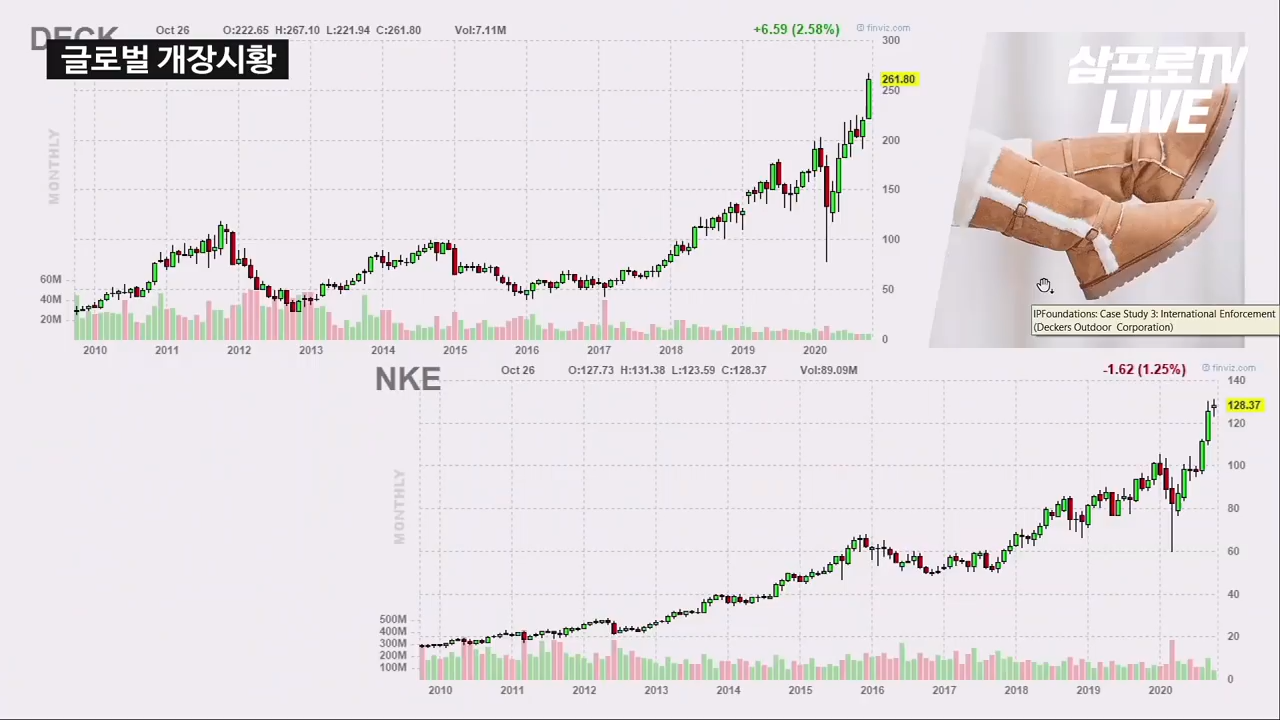 DECK
글로벌 개장시황
Oct 26 O:222.65 H:267.10 L:221.94 C:261.80 Vol:7.11M
+6.59 (2.58%)
© finviz.com
삼프로TV
LIVE
MONTHLY
300
261.80
250
200
150
100
50
0
60M
40M
20M
2010 2011 2012 2013 2014 2015 2016 2017 2018 2019 2020
IPFoundations: Case Study 3: International Enforcement
(Deckers Outdoor Corporation)
NKE
Oct 26 O:127.73 H:131.38 L:123.59 C:128.37 Vol:89.09M
-1.62 (1.25%)
© finviz.com
MONTHLY
140
128.37
120
100
80
60
40
20
0
500M
400M
300M
200M
100M
2010 2011 2012 2013 2014 2015 2016 2017 2018 2019 2020